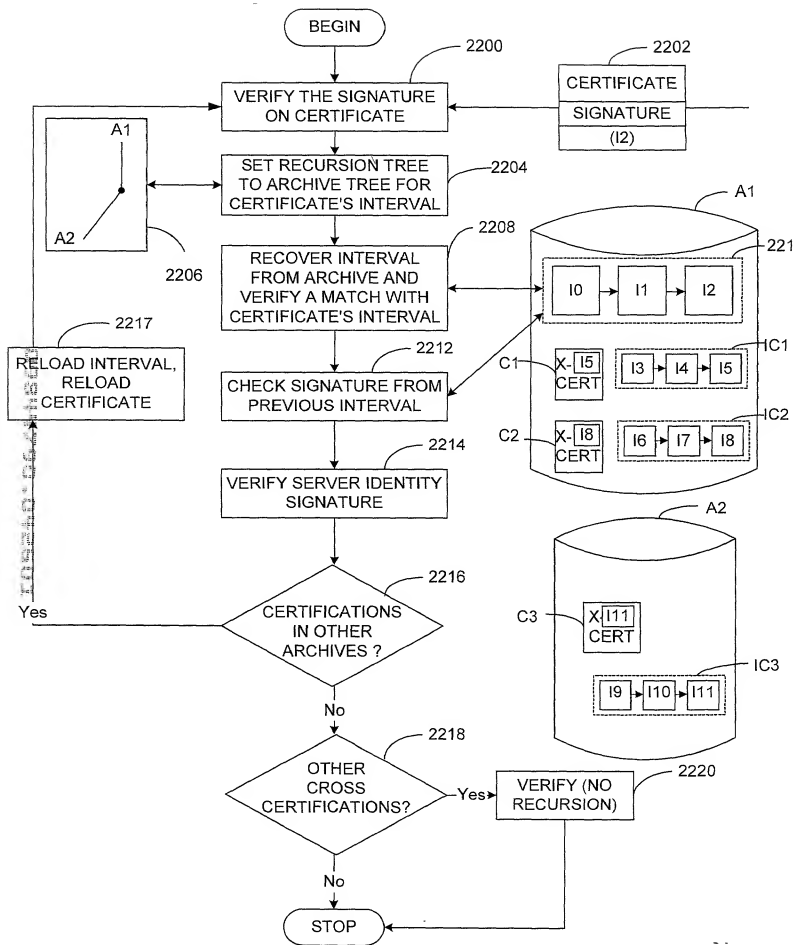 BEGIN
2200
VERIFY THE SIGNATURE
ON CERTIFICATE
2202
CERTIFICATE
SIGNATURE
(I2)
A1
A2
2206
SET RECURSION TREE
TO ARCHIVE TREE FOR
CERTIFICATE'S INTERVAL
2204
RECOVER INTERVAL
FROM ARCHIVE AND
VERIFY A MATCH WITH
CERTIFICATE'S INTERVAL
2208
A1
221
I0
I1
I2
2217
RELOAD INTERVAL,
RELOAD
CERTIFICATE
2212
CHECK SIGNATURE FROM
PREVIOUS INTERVAL
C1
X- I5
CERT
IC1
I3
I4
I5
C2
X- I8
CERT
IC2
I6
I7
I8
2214
VERIFY SERVER IDENTITY
SIGNATURE
A2
2216
CERTIFICATIONS
IN OTHER
ARCHIVES ?
Yes
No
C3
X- I11
CERT
IC3
I9
I10
I11
2218
OTHER
CROSS
CERTIFICATIONS?
Yes
2220
VERIFY (NO
RECURSION)
No
STOP